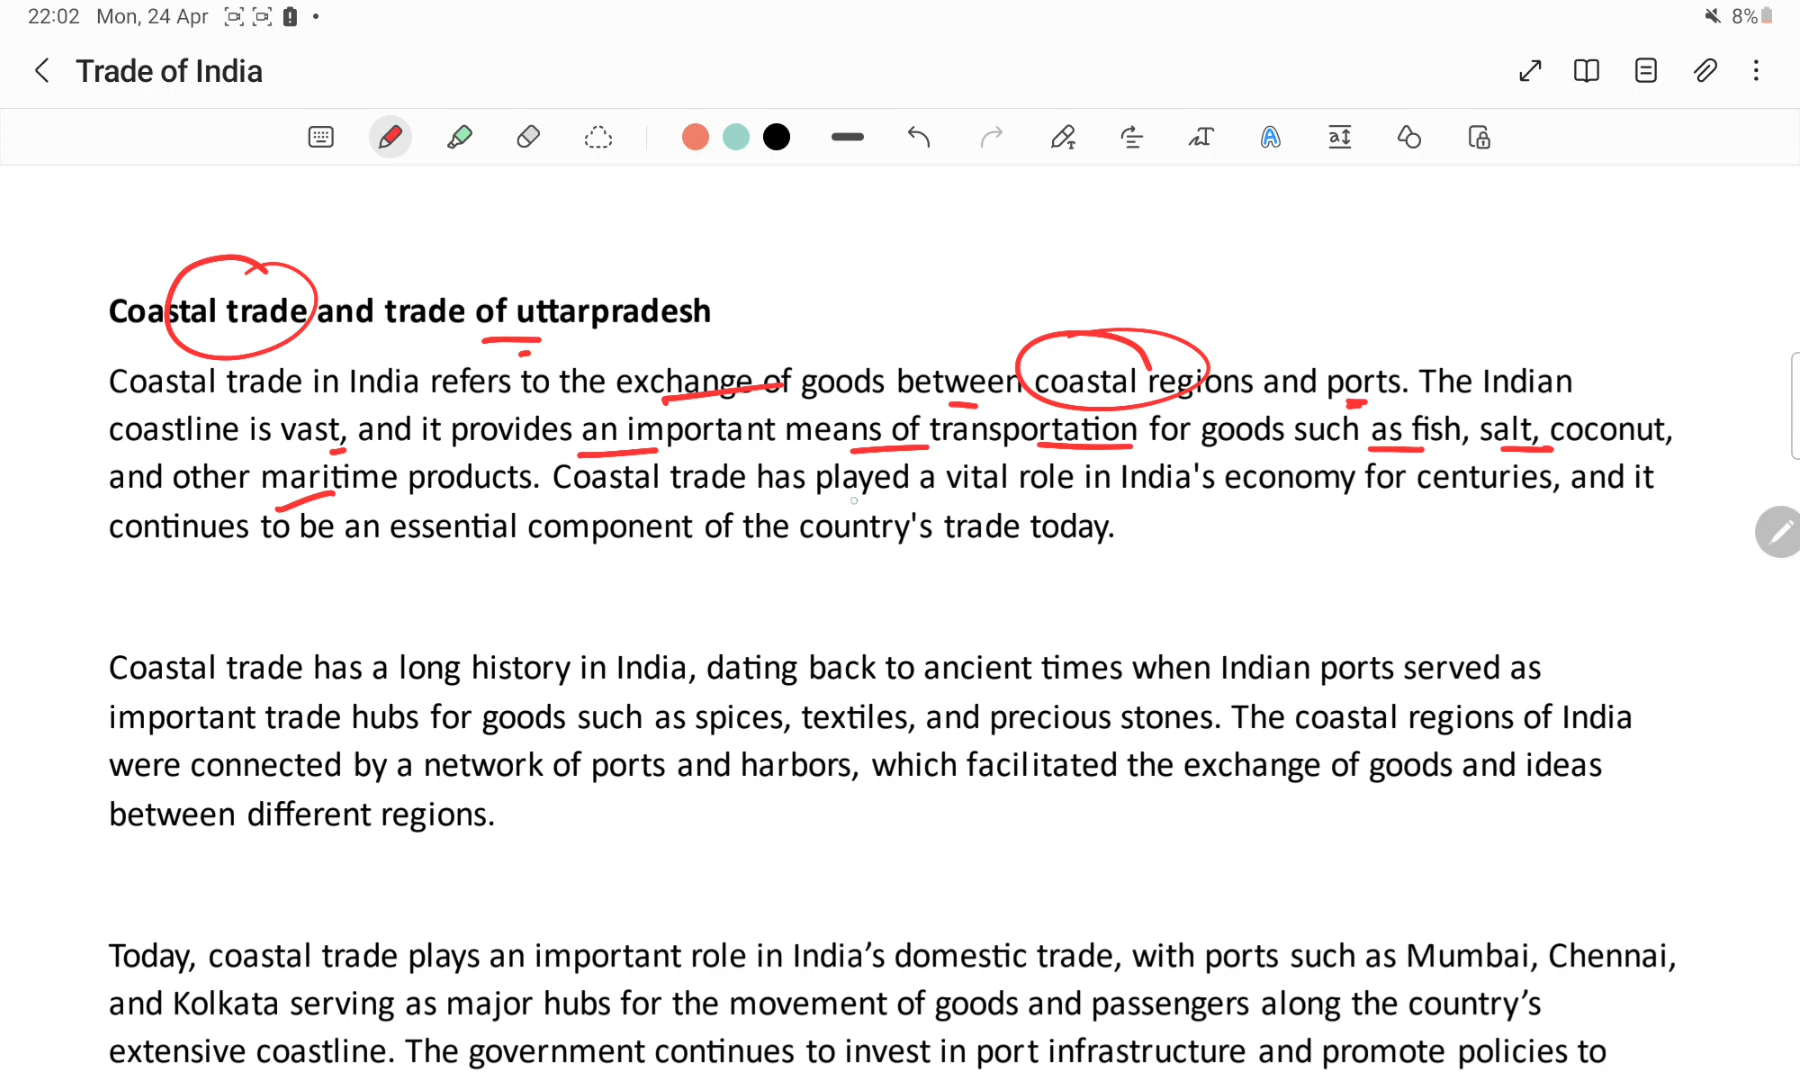 22:02 Mon, 24 Apr
8%
Trade of India
Coastal trade and trade of uttarpradesh
Coastal trade in India refers to the exchange of goods between coastal regions and ports. The Indian
coastline is vast, and it provides an important means of transportation for goods such as fish, salt, coconut,
and other maritime products. Coastal trade has played a vital role in India's economy for centuries, and it
continues to be an essential component of the country's trade today.
Coastal trade has a long history in India, dating back to ancient times when Indian ports served as
important trade hubs for goods such as spices, textiles, and precious stones. The coastal regions of India
were connected by a network of ports and harbors, which facilitated the exchange of goods and ideas
between different regions.
Today, coastal trade plays an important role in India’s domestic trade, with ports such as Mumbai, Chennai,
and Kolkata serving as major hubs for the movement of goods and passengers along the country’s
extensive coastline. The government continues to invest in port infrastructure and promote policies to